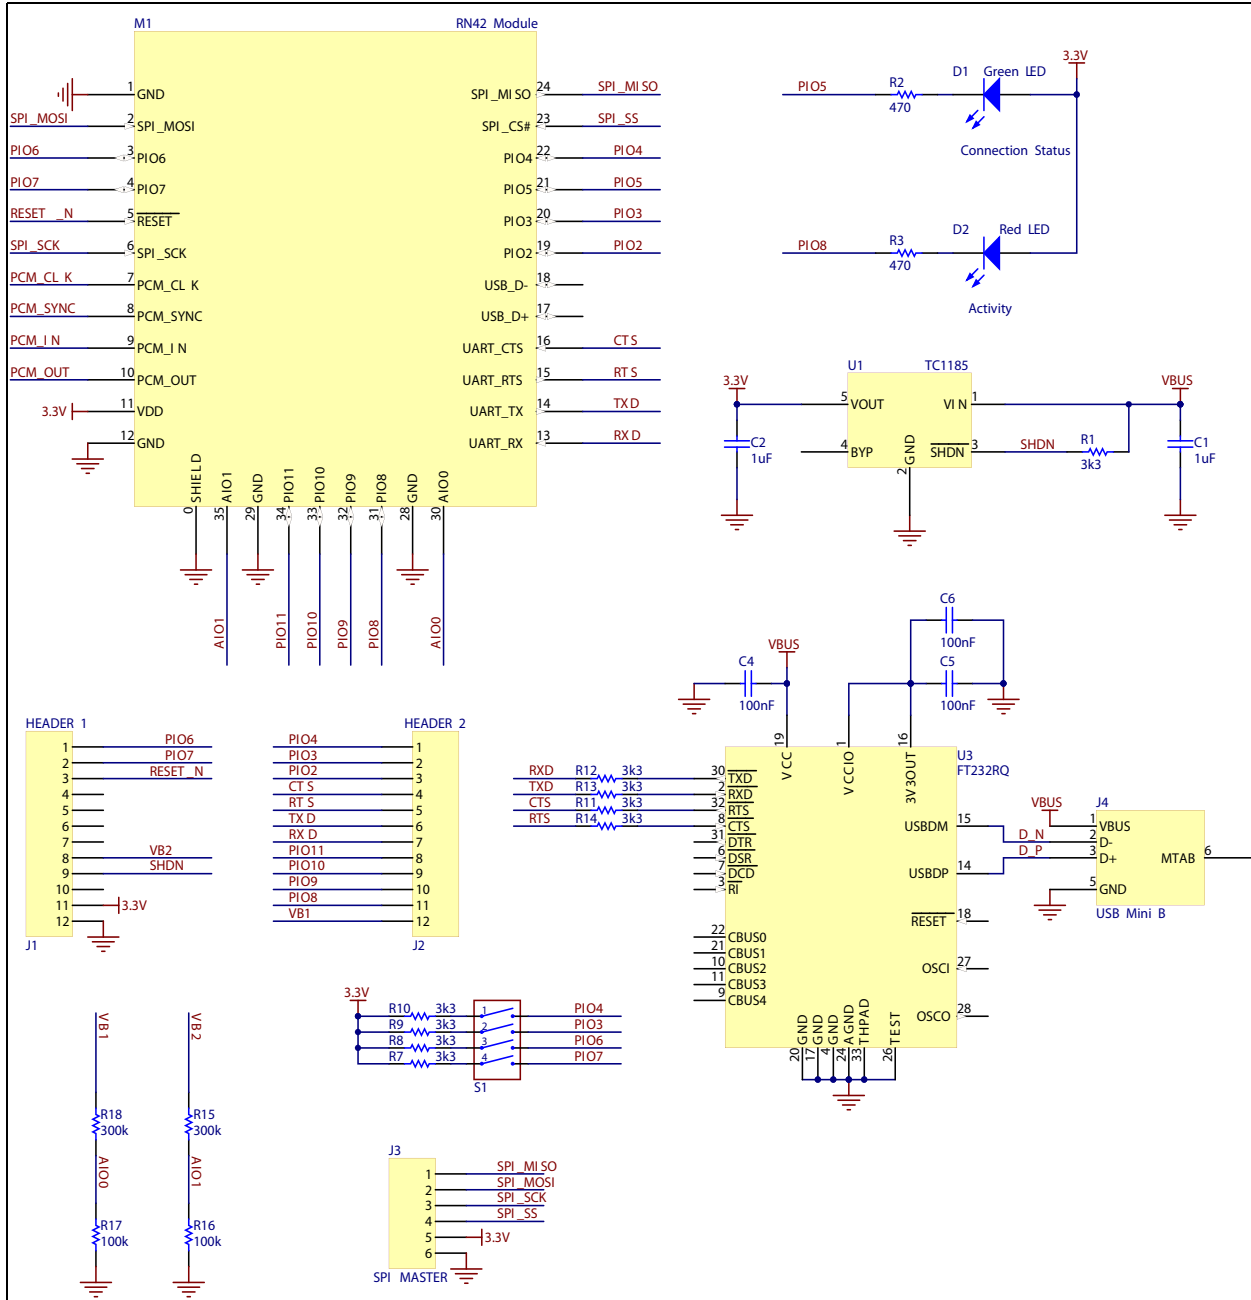 M1 RN42 Module
1 GND
SPI_MOSI 2 SPI_MOSI
PIO6 3 PIO6
PIO7 4 PIO7
RESET _N 5 RESET
SPI_SCK 6 SPI_SCK
PCM_CL K 7 PCM_CL K
PCM_SYNC 8 PCM_SYNC
PCM_I N 9 PCM_I N
PCM_OUT 10 PCM_OUT
3.3V 11 VDD
12 GND
SPI_MISO 24 SPI_MISO
SPI_CS# 23 SPI_SS
PIO4 22 PIO4
PIO5 21 PIO5
PIO3 20 PIO3
PIO2 19 PIO2
USB_D- 18
USB_D+ 17
UART_CTS 16 CTS
UART_RTS 15 RTS
UART_TX 14 TXD
UART_RX 13 RXD
0 SHIELD
35 AIO1 AIO1
29 GND
34 PIO11 PIO11
33 PIO10 PIO10
32 PIO9 PIO9
31 PIO8 PIO8
28 GND
30 AIO0 AIO0
3.3V
PIO5 R2 470 D1 Green LED
Connection Status
PIO8 R3 470 D2 Red LED
Activity
U1 TC1185
3.3V 5 VOUT VIN 1 VBUS
4 BYP GND 2 SHDN 3 SHDN R1 3k3
C2 1uF
C1 1uF
C6
100nF
C5
100nF
VBUS
C4
100nF
HEADER 1
1 PIO6
2 PIO7
3 RESET_N
4
5
6
7
8 VB2
9 SHDN
10
11 3.3V
12
J1
HEADER 2
PIO4 1
PIO3 2
PIO2 3
CTS 4
RTS 5
TXD 6
RXD 7
PIO11 8
PIO10 9
PIO9 10
PIO8 11
VB1 12
J2
U3
FT232RQ
19 VCC
1 VCCIO
16 3V3OUT
RXD R12 3k3 30 TXD
TXD R13 3k3 2 RXD
CTS R11 3k3 32 RTS
RTS R14 3k3 8 CTS
31 DTR
6 DSR
7 DCD
3 RI
22 CBUS0
21 CBUS1
10 CBUS2
11 CBUS3
9 CBUS4
USBDM 15 D_N
USBDP 14 D_P
RESET 18
OSCI 27
OSCO 28
20 GND
17 GND
4 GND
24 AGND
33 THPAD
26 TEST
J4
VBUS 1 VBUS
2 D-
3 D+
5 GND
MTAB 6
USB Mini B
3.3V
R10 3k3 1 PIO4
R9 3k3 2 PIO3
R8 3k3 3 PIO6
R7 3k3 4 PIO7
S1
VB1
R18
300k
AIO0
R17
100k
VB2
R15
300k
AIO1
R16
100k
J3
1 SPI_MISO
2 SPI_MOSI
3 SPI_SCK
4 SPI_SS
5 3.3V
6
SPI MASTER